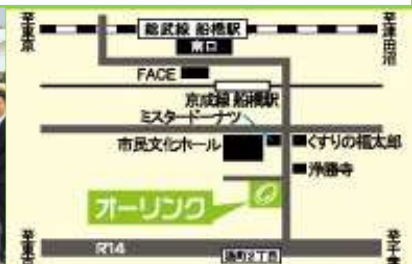 至東京
総武線 船橋駅
至津田沼
南口
FACE
京成線 船橋駅
ミスタードーナツ
市民文化ホール
くすりの福太郎
浄勝寺
オーリング
至東京
R14
湊町2丁目
至千葉